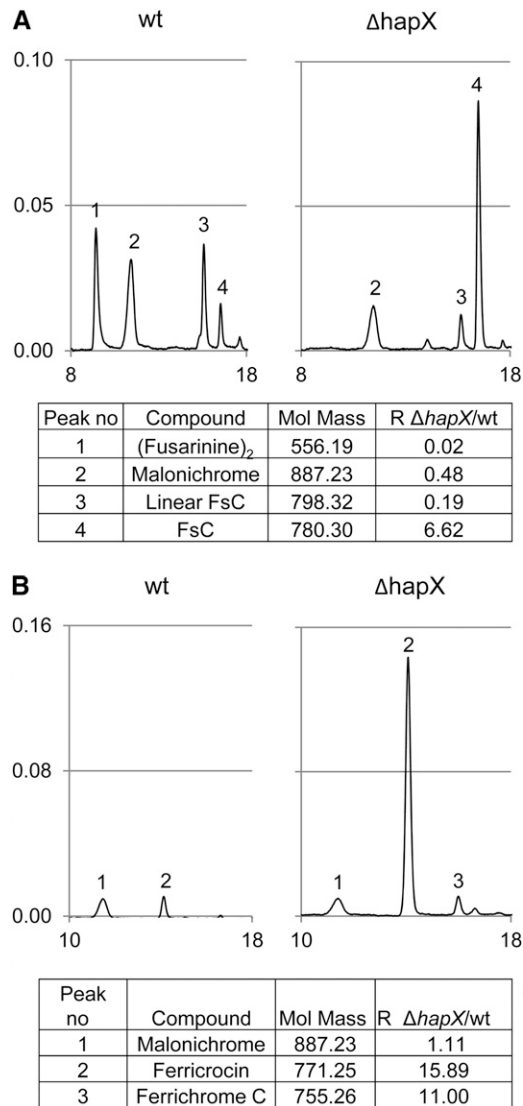 A wt ΔhapX
0.10
4
0.05
1
2
3
4
2
3
0.00
8 18 8 18
Peak no Compound Mol Mass R ΔhapX/wt
1 (Fusarinine)2 556.19 0.02
2 Malonichrome 887.23 0.48
3 Linear FsC 798.32 0.19
4 FsC 780.30 6.62
B wt ΔhapX
0.16
2
0.08
1 2 1 3
0.00
10 18 10 18
Peak
no Compound Mol Mass R ΔhapX/wt
1 Malonichrome 887.23 1.11
2 Ferricrocin 771.25 15.89
3 Ferrichrome C 755.26 11.00